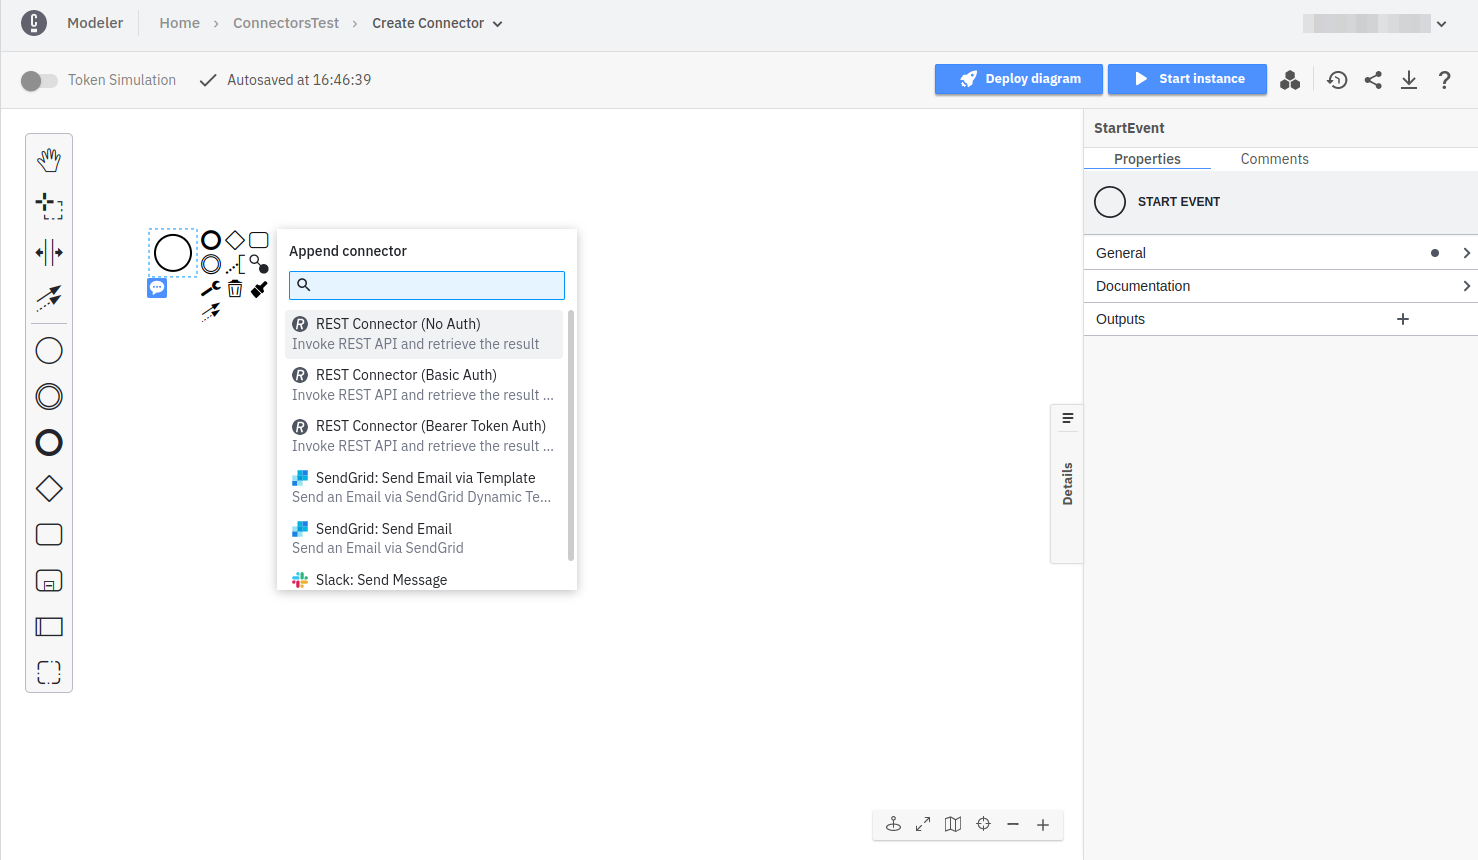 Modeler
Home › ConnectorsTest › Create Connector
Token Simulation
Autosaved at 16:46:39
Deploy diagram
Start instance
?
Append connector
REST Connector (No Auth)
Invoke REST API and retrieve the result
REST Connector (Basic Auth)
Invoke REST API and retrieve the result ...
REST Connector (Bearer Token Auth)
Invoke REST API and retrieve the result ...
SendGrid: Send Email via Template
Send an Email via SendGrid Dynamic Te...
SendGrid: Send Email
Send an Email via SendGrid
Slack: Send Message
Details
StartEvent
Properties
Comments
START EVENT
General
Documentation
Outputs